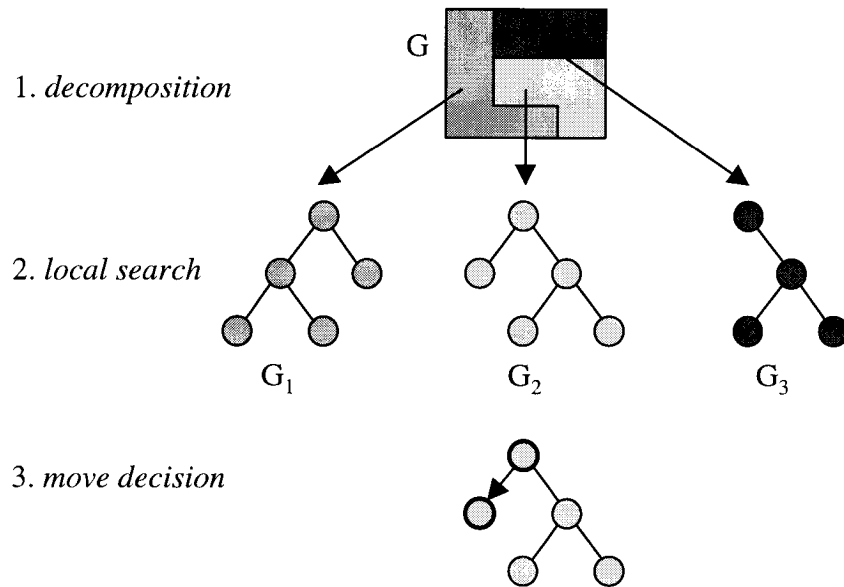 G
1. decomposition
2. local search
G₁ G₂ G₃
3. move decision